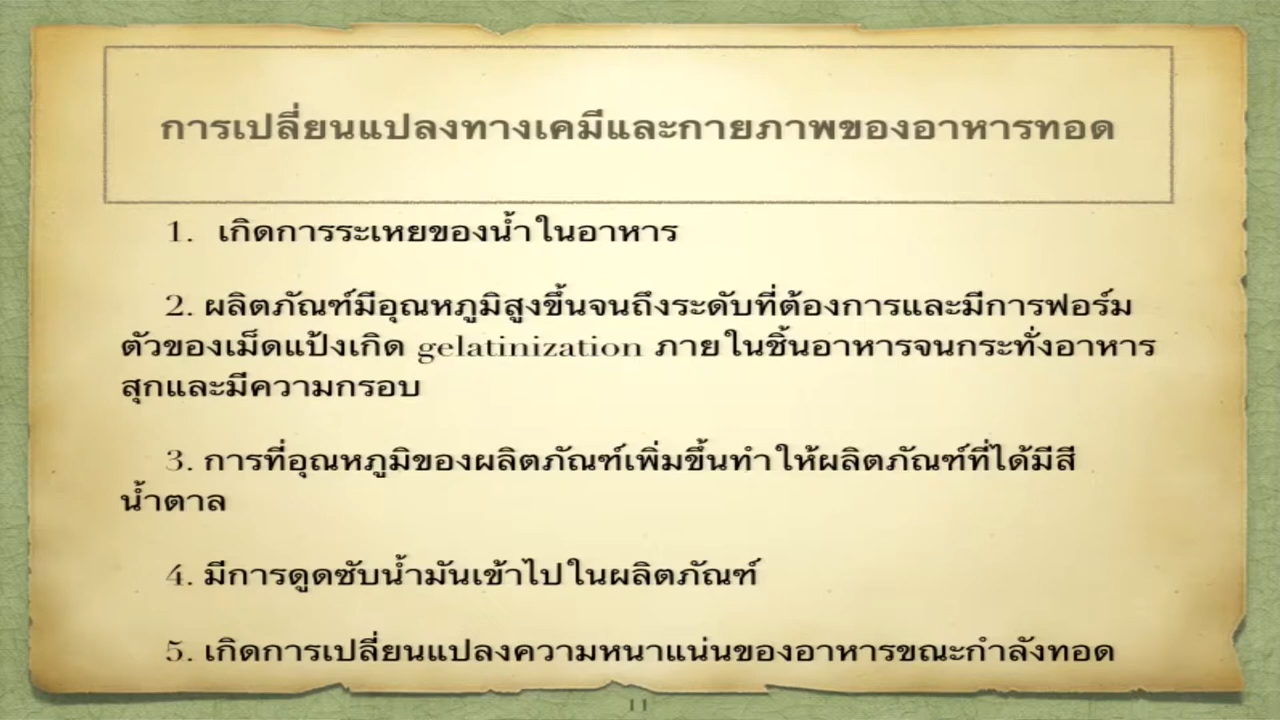 การเปลี่ยนแปลงทางเคมีและกายภาพของอาหารทอด
1. เกิดการระเหยของน้ำในอาหาร
2. ผลิตภัณฑ์มีอุณหภูมิสูงขึ้นจนถึงระดับที่ต้องการและมีการฟอร์ม
ตัวของเม็ดแป้งเกิด gelatinization ภายในชิ้นอาหารจนกระทั่งอาหาร
สุกและมีความกรอบ
3. การที่อุณหภูมิของผลิตภัณฑ์เพิ่มขึ้นทำให้ผลิตภัณฑ์ที่ได้มีสี
น้ำตาล
4. มีการดูดซับน้ำมันเข้าไปในผลิตภัณฑ์
5. เกิดการเปลี่ยนแปลงความหนาแน่นของอาหารขณะกำลังทอด
11